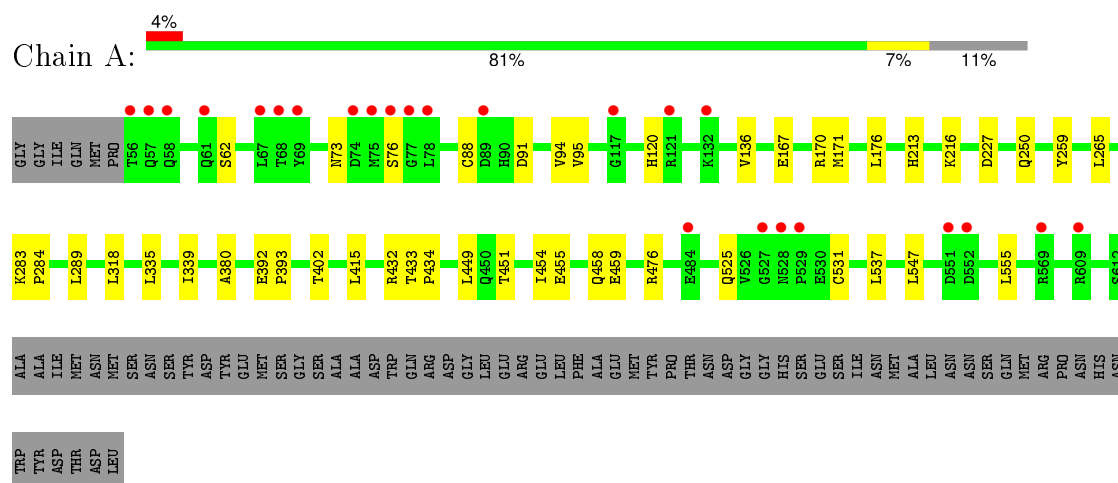 4%
Chain A:
81% 7% 11%
GLY GLY ILE GLN MET PRO T56 Q57 Q58 Q61 S62 L67 T68 Y69 N73 D74 M75 S76 G77 L78 C88 D89 H90 D91 V94 V95 G117 H120 R121 K132 V136 E167 R170 M171 L176 H213 K216 D227 Q250 Y259 L265
K283 P284 L289 L318 L335 I339 A380 E392 P393 T402 L415 R432 T433 P434 L449 Q450 T451 I454 E455 Q458 E459 R476 E484 Q525 V526 G527 N528 P529 E530 C531 L537 L547 D551 D552 L555 R569 R609 S612
ALA ALA ILE MET ASN MET SER ASN SER TYR ASP TYR GLU MET SER GLY SER ALA ALA ASP TRP GLN ARG ASP GLY LEU GLU ARG GLU LEU PHE ALA GLU MET TYR PRO THR ASN ASP GLY GLY HIS SER GLU SER ILE ASN MET ALA LEU ASN ASN SER GLN MET ARG PRO ASN HIS ASN
TRP TYR ASP THR ASP LEU